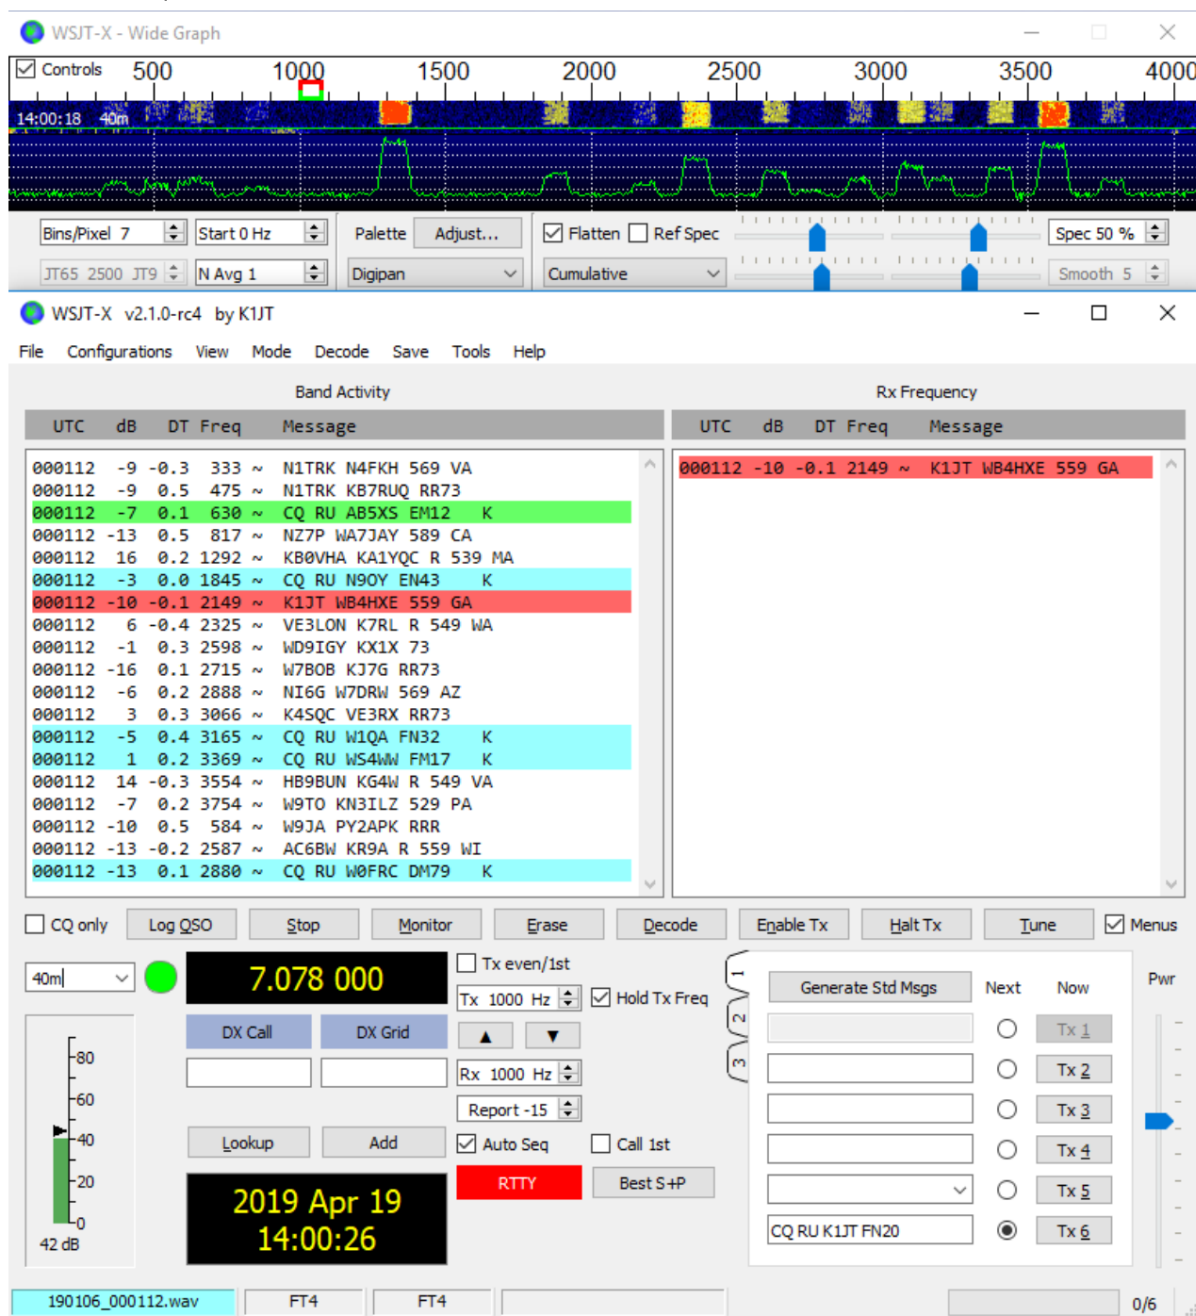 WSJT-X - Wide Graph
Controls 500 1000 1500 2000 2500 3000 3500 4000
14:00:18 40m
Bins/Pixel 7 Start 0 Hz Palette Adjust... Flatten Ref Spec Spec 50 %
JT65 2500 JT9 N Avg 1 Digipan Cumulative Smooth 5
WSJT-X v2.1.0-rc4 by K1JT
File Configurations View Mode Decode Save Tools Help
Band Activity
UTC dB DT Freq Message
000112 -9 -0.3 333 ~ N1TRK N4FKH 569 VA
000112 -9 0.5 475 ~ N1TRK KB7RUQ RR73
000112 -7 0.1 630 ~ CQ RU AB5XS EM12 K
000112 -13 0.5 817 ~ NZ7P WA7JAY 589 CA
000112 16 0.2 1292 ~ KB0VHA KA1YQC R 539 MA
000112 -3 0.0 1845 ~ CQ RU N9OY EN43 K
000112 -10 -0.1 2149 ~ K1JT WB4HXE 559 GA
000112 6 -0.4 2325 ~ VE3LON K7RL R 549 WA
000112 -1 0.3 2598 ~ WD9IGY KX1X 73
000112 -16 0.1 2715 ~ W7BOB KJ7G RR73
000112 -6 0.2 2888 ~ NI6G W7DRW 569 AZ
000112 3 0.3 3066 ~ K4SQC VE3RX RR73
000112 -5 0.4 3165 ~ CQ RU W1QA FN32 K
000112 1 0.2 3369 ~ CQ RU WS4WW FM17 K
000112 14 -0.3 3554 ~ HB9BUN KG4W R 549 VA
000112 -7 0.2 3754 ~ W9TO KN3ILZ 529 PA
000112 -10 0.5 584 ~ W9JA PY2APK RRR
000112 -13 -0.2 2587 ~ AC6BW KR9A R 559 WI
000112 -13 0.1 2880 ~ CQ RU W0FRC DM79 K
Rx Frequency
UTC dB DT Freq Message
000112 -10 -0.1 2149 ~ K1JT WB4HXE 559 GA
CQ only Log QSO Stop Monitor Erase Decode Enable Tx Halt Tx Tune Menus
40m 7.078 000
-80
-60
-40
-20
-0
42 dB
DX Call DX Grid
Lookup Add
2019 Apr 19
14:00:26
Tx even/1st
Tx 1000 Hz Hold Tx Freq
▲ ▼
Rx 1000 Hz
Report -15
Auto Seq Call 1st
RTTY Best S+P
1
2
3
Generate Std Msgs Next Now Pwr
Tx 1
Tx 2
Tx 3
Tx 4
Tx 5
CQ RU K1JT FN20 Tx 6
190106_000112.wav FT4 FT4 0/6